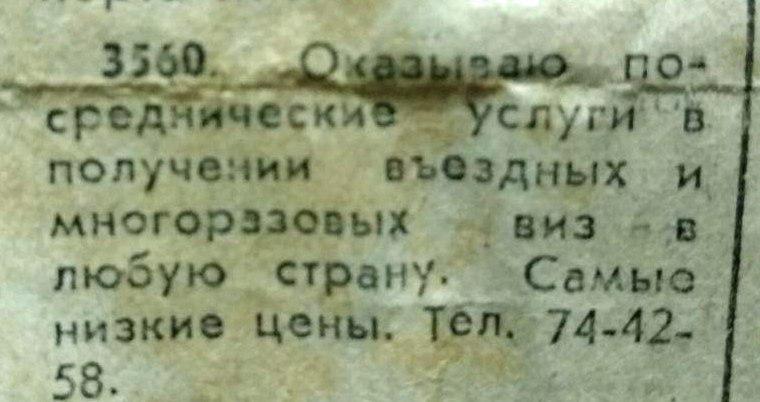 3560. Оказываю по-
среднические услуги в
получении въездных и
многоразовых виз в
любую страну. Самые
низкие цены. Тел. 74-42-
58.